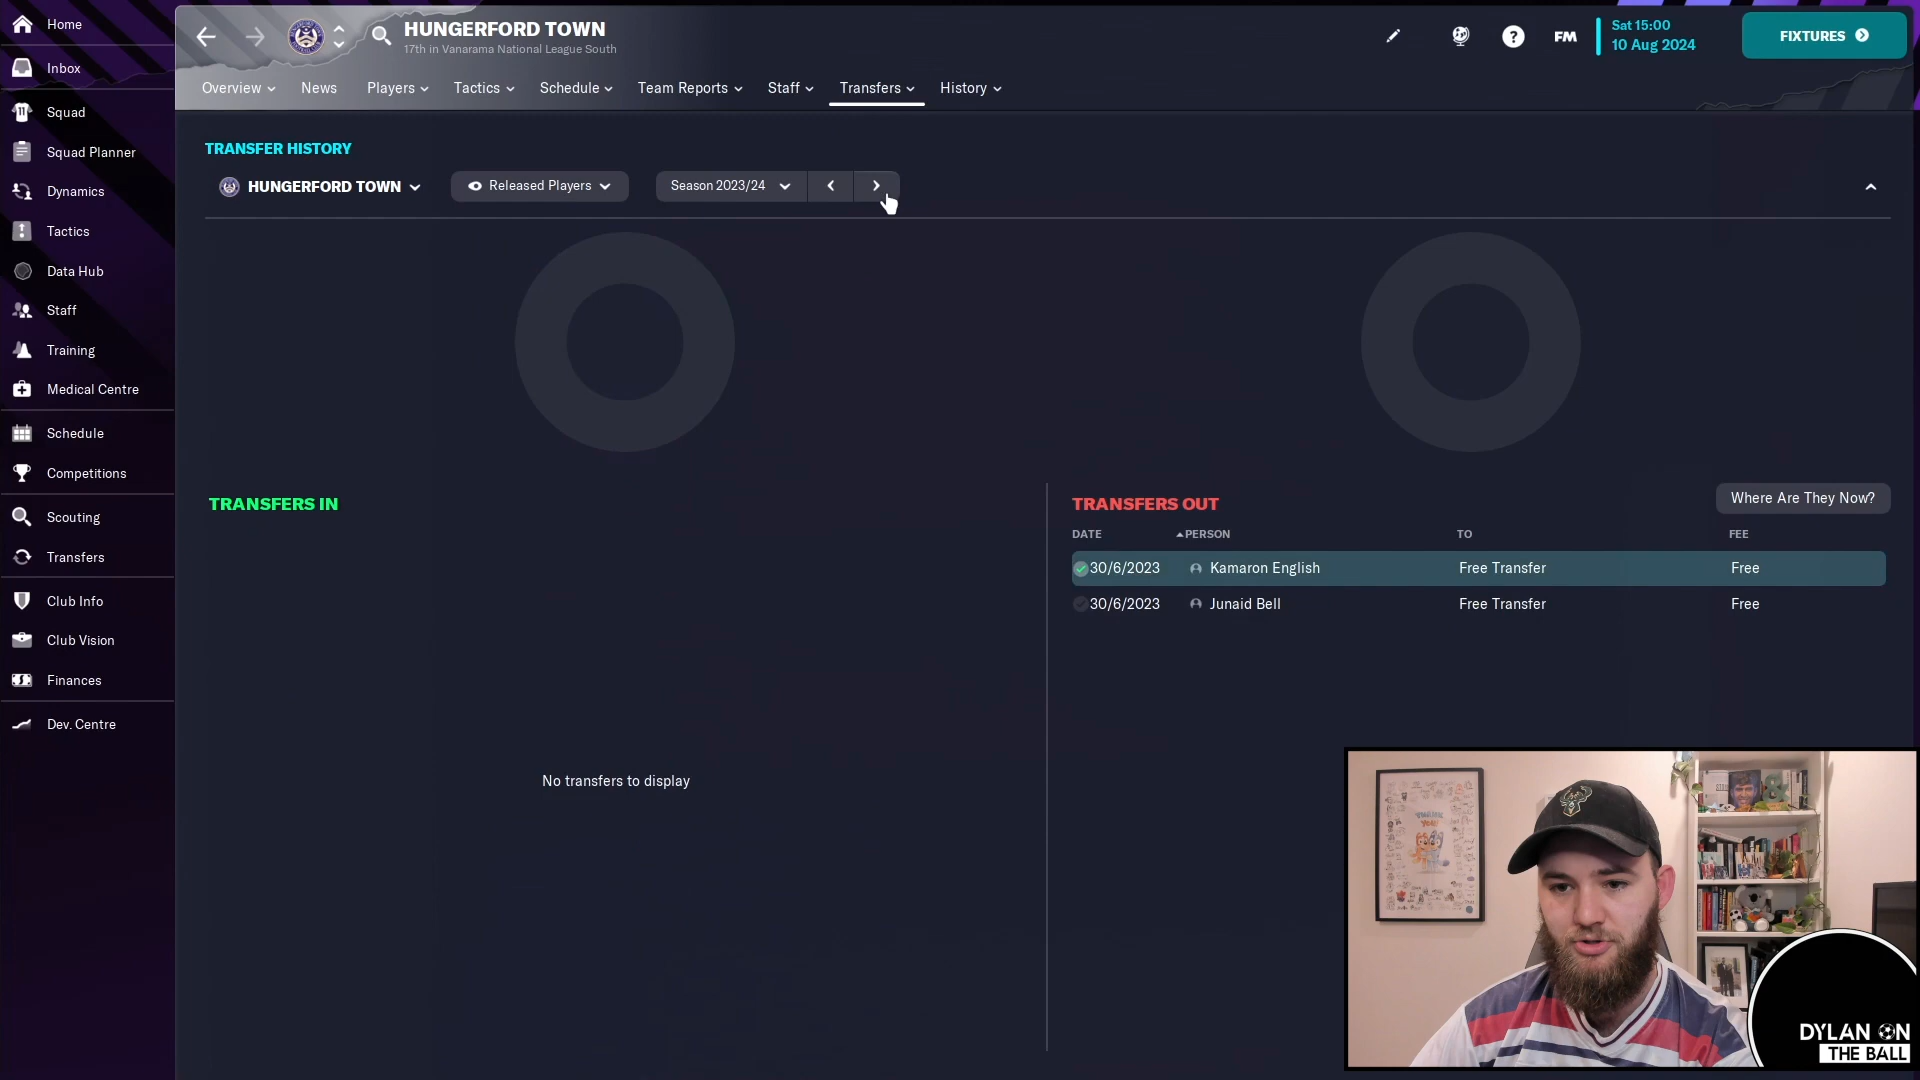 Home
Inbox
Squad
Squad Planner
Dynamics
Tactics
Data Hub
Staff
Training
Medical Centre
Schedule
Competitions
Scouting
Transfers
Club Info
Club Vision
Finances
Dev. Centre
HUNGERFORD TOWN
17th in Vanarama National League South
FM
Sat 15:00
10 Aug 2024
FIXTURES
Overview News Players Tactics Schedule Team Reports Staff Transfers History
TRANSFER HISTORY
HUNGERFORD TOWN Released Players Season 2023/24
TRANSFERS IN
No transfers to display
TRANSFERS OUT Where Are They Now?
DATE PERSON TO FEE
30/6/2023 Kamaron English Free Transfer Free
30/6/2023 Junaid Bell Free Transfer Free
DYLAN ON
THE BALL